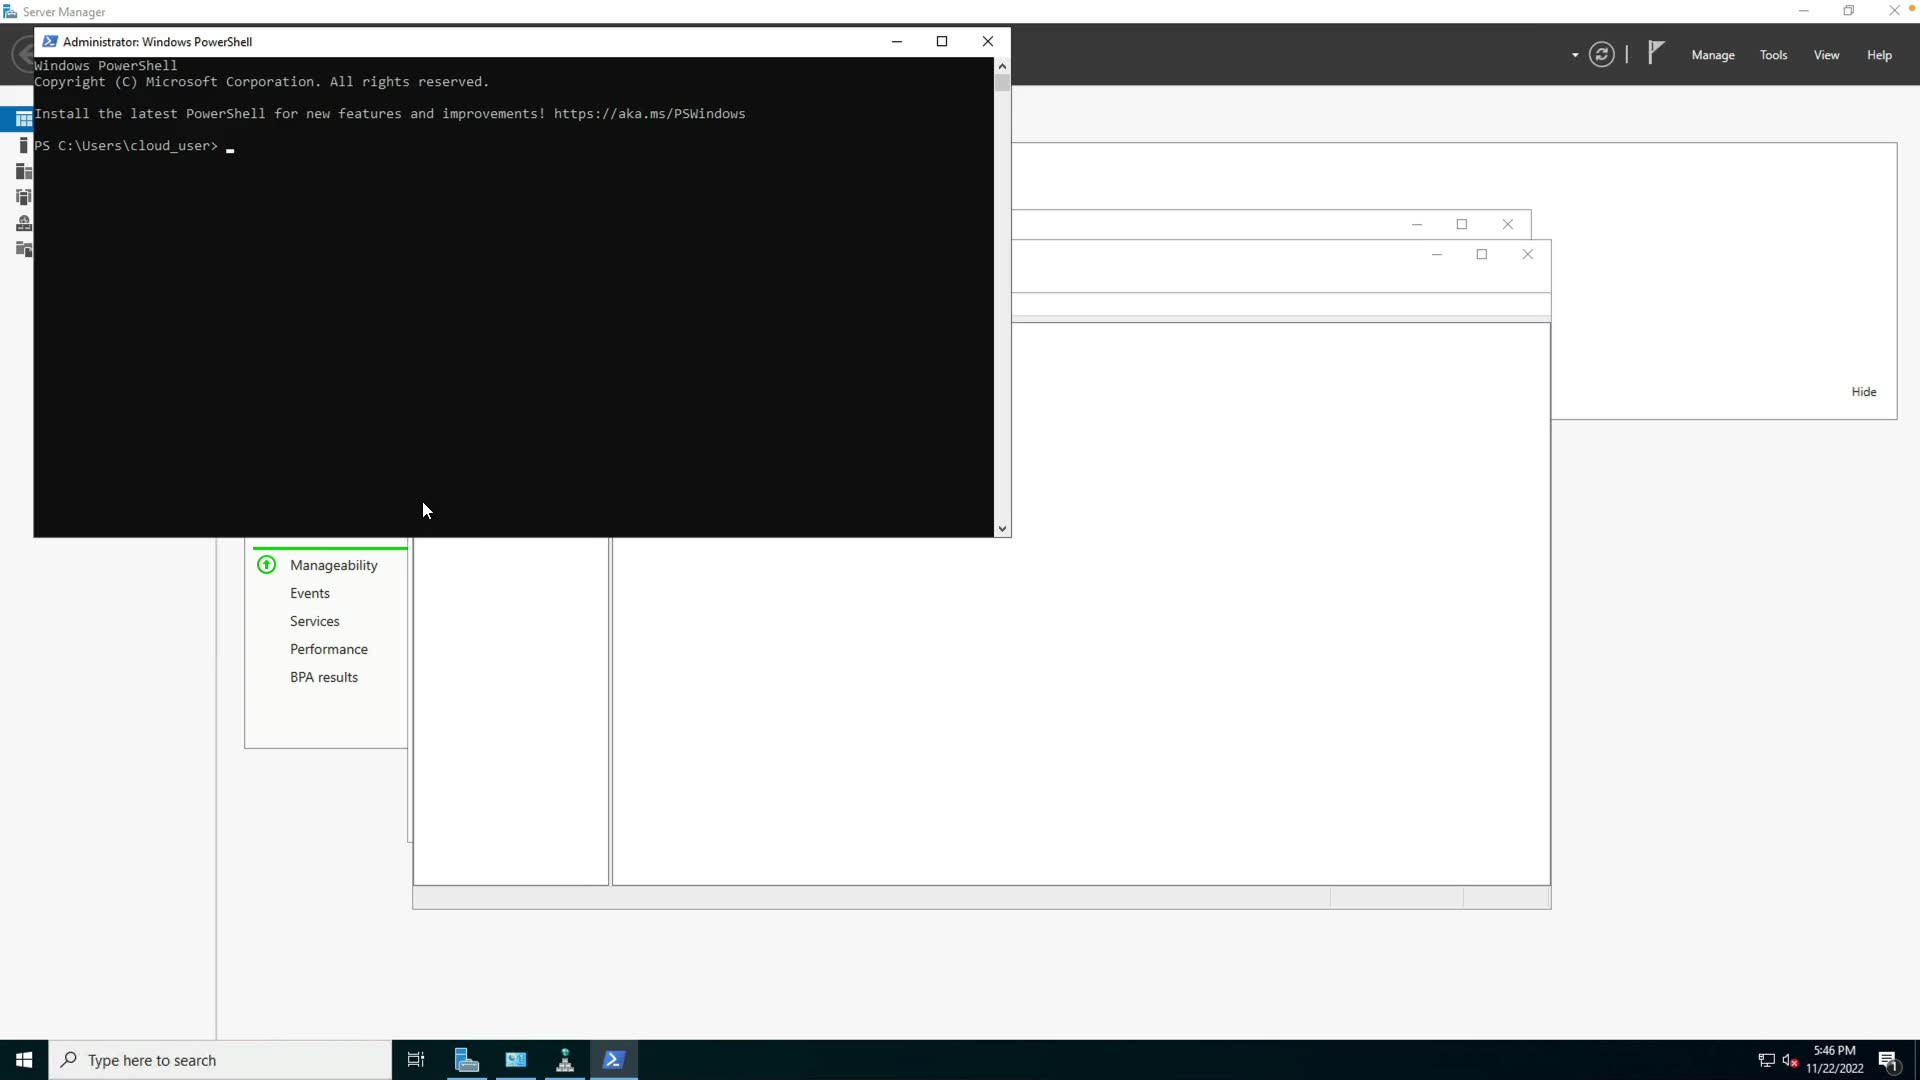 Server Manager
Administrator: Windows PowerShell
Manage Tools View Help
Windows PowerShell
Copyright (C) Microsoft Corporation. All rights reserved.
Install the latest PowerShell for new features and improvements! https://aka.ms/PSWindows
PS C:\Users\cloud_user>
Hide
Manageability
Events
Services
Performance
BPA results
Type here to search
5:46 PM
11/22/2022
1